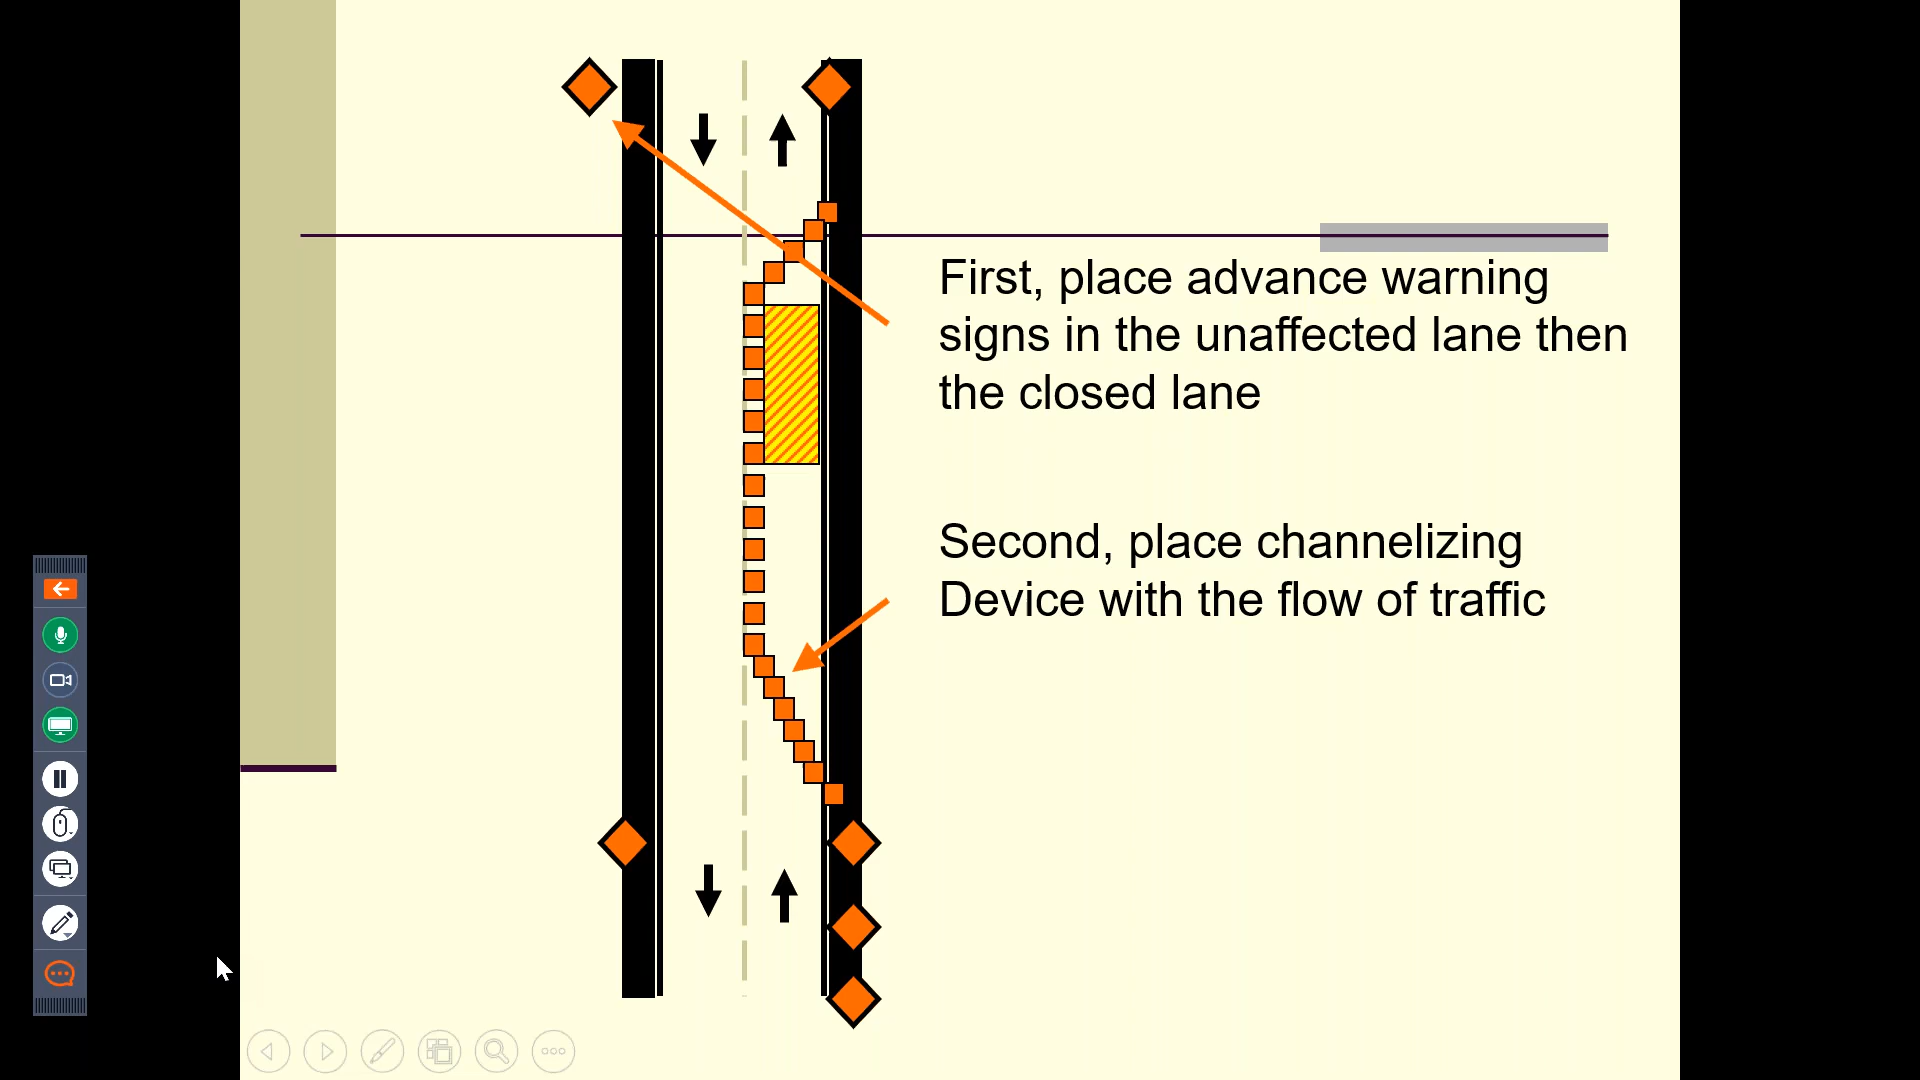 First, place advance warning
signs in the unaffected lane then
the closed lane
Second, place channelizing
Device with the flow of traffic